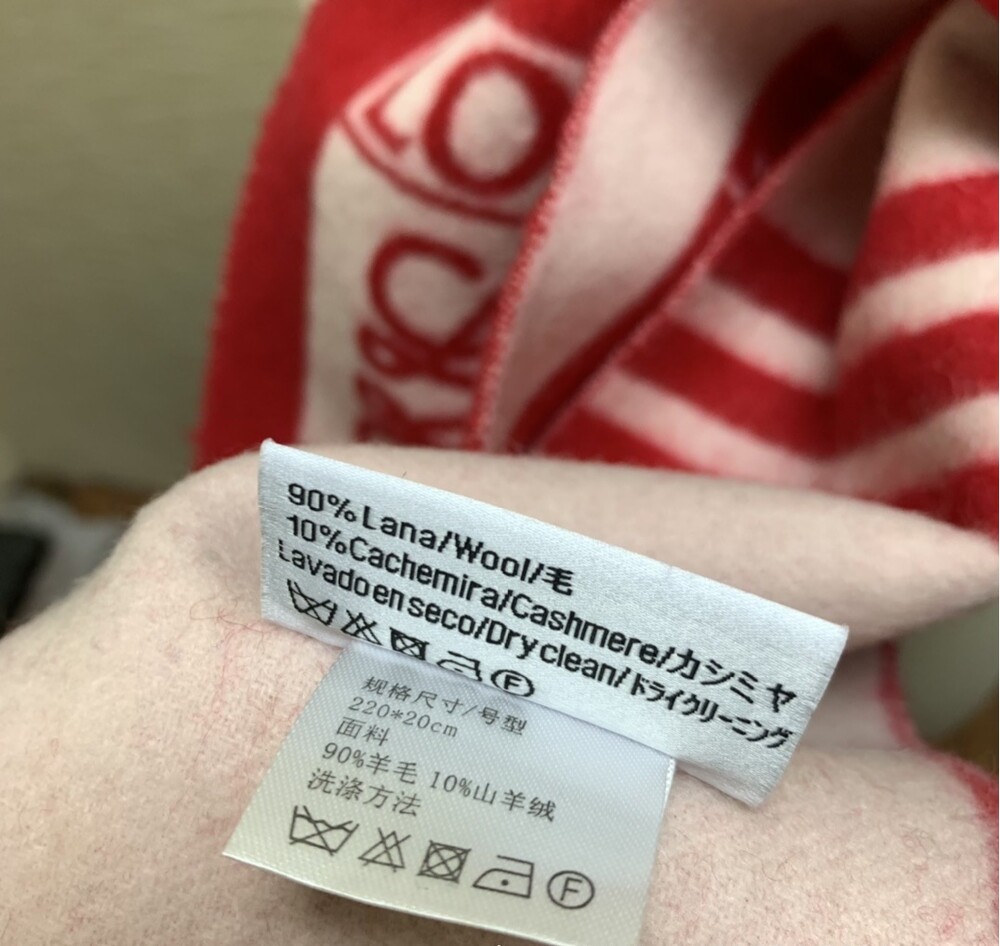 LO
90%Lana/Wool/毛
10%Cachemira/Cashmere/カシミヤ
Lavado en seco/Dry clean/ドライクリーニング
F
规格尺寸/号型
220*20cm
面料
90%羊毛 10%山羊绒
洗涤方法
F